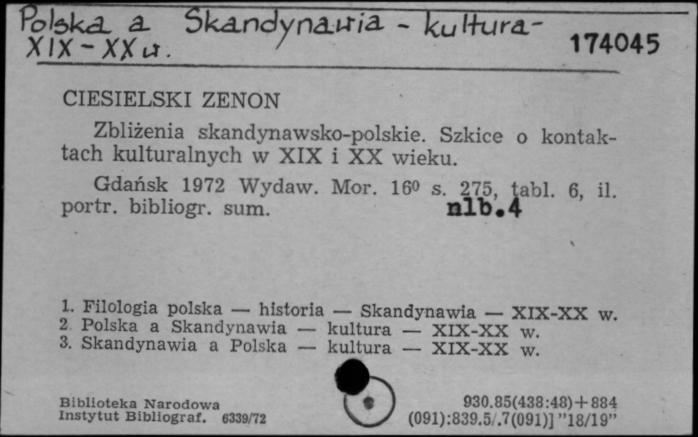 Polska a Skandynawia - kultura -
XIX - XX w.
174045
CIESIELSKI ZENON
Zbliżenia skandynawsko-polskie. Szkice o kontak-
tach kulturalnych w XIX i XX wieku.
Gdańsk 1972 Wydaw. Mor. 16⁰ s. 275, tabl. 6, il.
portr. bibliogr. sum.
nlb.4
1. Filologia polska — historia — Skandynawia — XIX-XX w.
2. Polska a Skandynawia — kultura — XIX-XX w.
3. Skandynawia a Polska — kultura — XIX-XX w.
Biblioteka Narodowa
Instytut Bibliograf. 6339/72
930.85(438:48)+884
(091):839.5/.7(091)] "18/19"